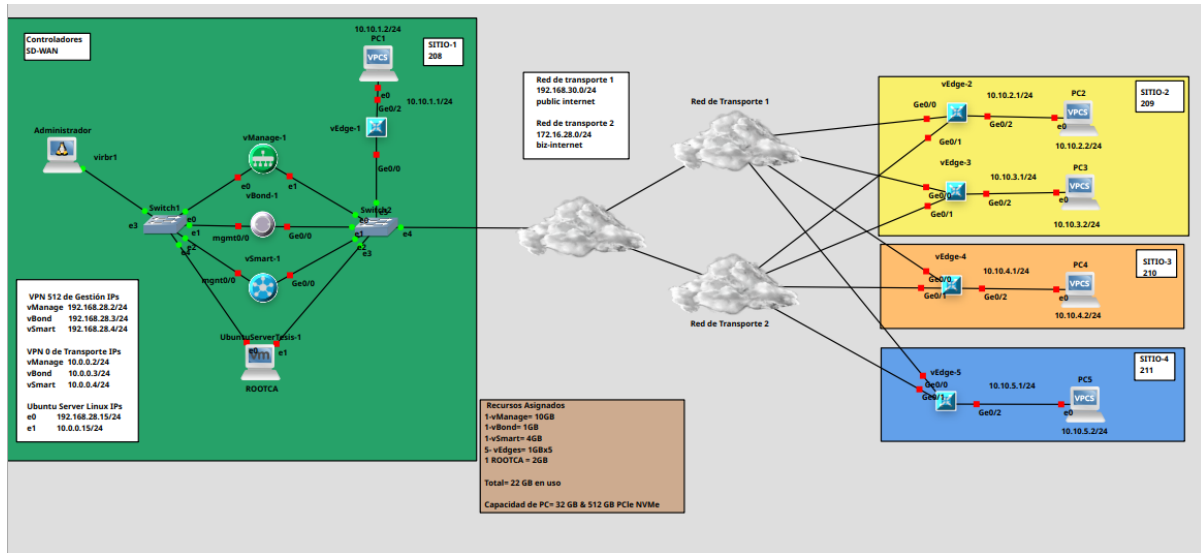 Controladores
SD-WAN
10.10.1.2/24
PC1
VPCS
e0
Ge0/2
10.10.1.1/24
SITIO-1
208
vEdge-1
Ge0/0
Administrador
virbr1
vManage-1
e0
e1
vBond-1
Switch1
e3
e0
e1
e2
e4
mgmt0/0
Ge0/0
Switch2
e5
e0
e1
e2
e3
e4
vSmart-1
mgnt0/0
Ge0/0
UbuntuServerTesis-1
e0
e1
vm
ROOTCA
VPN 512 de Gestión IPs
vManage 192.168.28.2/24
vBond 192.168.28.3/24
vSmart 192.168.28.4/24
VPN 0 de Transporte IPs
vManage 10.0.0.2/24
vBond 10.0.0.3/24
vSmart 10.0.0.4/24
Ubuntu Server Linux IPs
e0 192.168.28.15/24
e1 10.0.0.15/24
Red de transporte 1
192.168.30.0/24
public internet
Red de transporte 2
172.16.28.0/24
biz-internet
Red de Transporte 1
Red de Transporte 2
Recursos Asignados
1-vManage= 10GB
1-vBond= 1GB
1-vSmart= 4GB
5- vEdges= 1GBx5
1 ROOTCA = 2GB
Total= 22 GB en uso
Capacidad de PC= 32 GB & 512 GB PCIe NVMe
vEdge-2
Ge0/0
Ge0/1
Ge0/2
10.10.2.1/24
PC2
VPCS
e0
10.10.2.2/24
SITIO-2
209
vEdge-3
Ge0/0
Ge0/1
Ge0/2
10.10.3.1/24
PC3
VPCS
e0
10.10.3.2/24
vEdge-4
Ge0/0
Ge0/1
Ge0/2
10.10.4.1/24
PC4
VPCS
e0
10.10.4.2/24
SITIO-3
210
vEdge-5
Ge0/0
Ge0/1
Ge0/2
10.10.5.1/24
PC5
VPCS
e0
10.10.5.2/24
SITIO-4
211